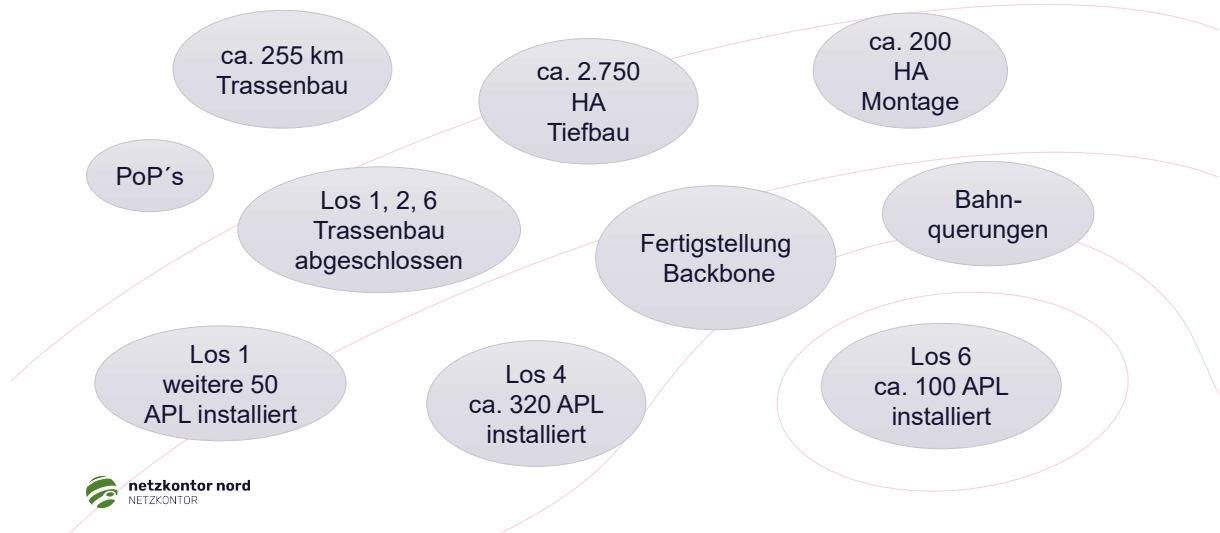 ca. 255 km
Trassenbau
ca. 2.750
HA
Tiefbau
ca. 200
HA
Montage
PoP´s
Los 1, 2, 6
Trassenbau
abgeschlossen
Fertigstellung
Backbone
Bahn-
querungen
Los 1
weitere 50
APL installiert
Los 4
ca. 320 APL
installiert
Los 6
ca. 100 APL
installiert
netzkontor nord
NETZKONTOR